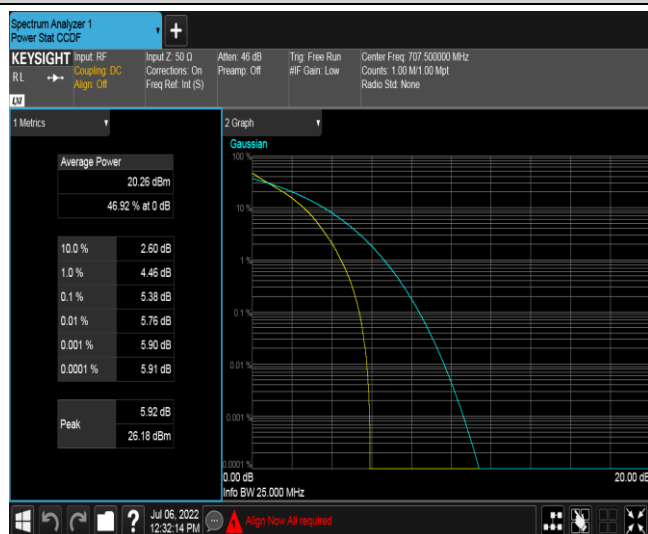 Spectrum Analyzer 1
Power Stat CCDF
KEYSIGHT
RL
LXI
Input: RF
Coupling: DC
Align: Off
Input Z: 50 Ω
Corrections: On
Freq Ref: Int (S)
Atten: 46 dB
Preamp: Off
Trig: Free Run
#IF Gain: Low
Center Freq: 707.500000 MHz
Counts: 1.00 M/1.00 Mpt
Radio Std: None
1 Metrics
Average Power
20.26 dBm
46.92 % at 0 dB
10.0 % 2.60 dB
1.0 % 4.46 dB
0.1 % 5.38 dB
0.01 % 5.76 dB
0.001 % 5.90 dB
0.0001 % 5.91 dB
Peak
5.92 dB
26.18 dBm
2 Graph
Gaussian
100 %
10 %
1 %
0.1 %
0.01 %
0.001 %
0.0001 %
0.00 dB
20.00 dB
Info BW 25.000 MHz
Jul 06, 2022
12:32:14 PM
Align Now All required